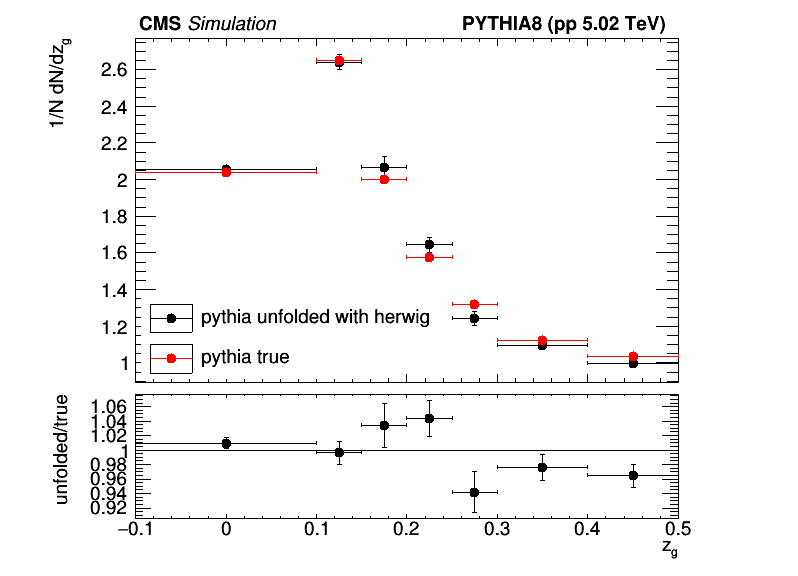 CMS Simulation PYTHIA8 (pp 5.02 TeV)
1/N dN/dz_g
2.6
2.4
2.2
2
1.8
1.6
1.4
1.2
1
pythia unfolded with herwig
pythia true
unfolded/true
1.06
1.04
1.02
1
0.98
0.96
0.94
0.92
−0.1 0 0.1 0.2 0.3 0.4 0.5
z_g